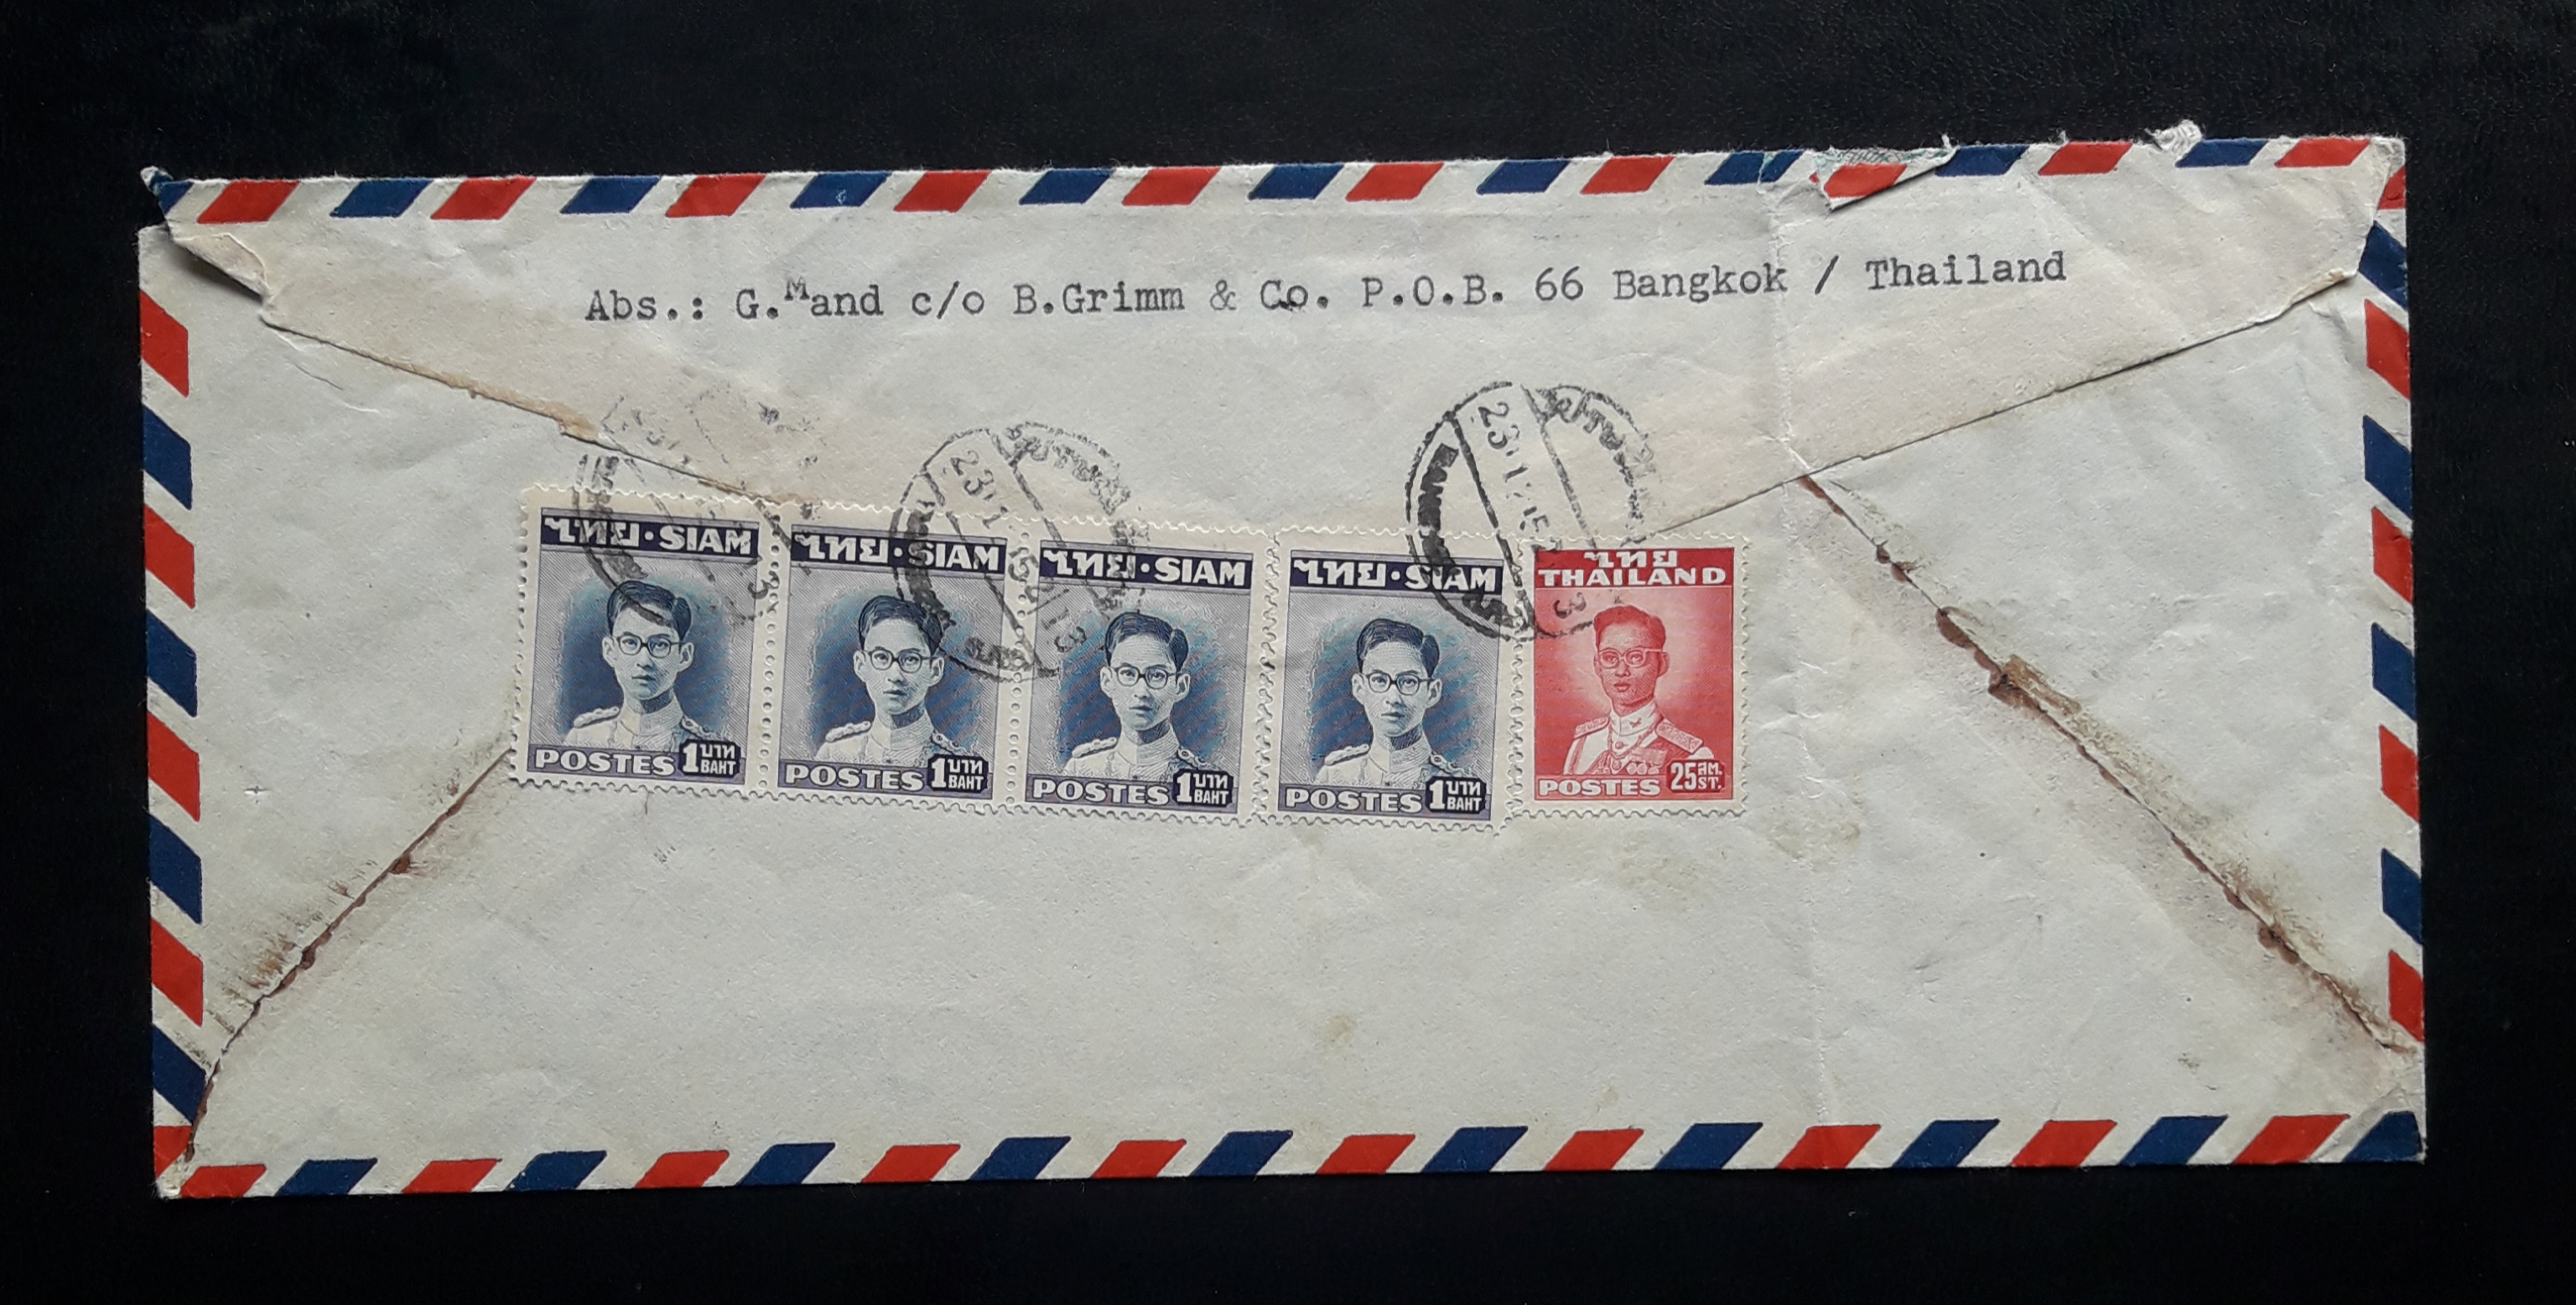 Abs.: G.Mand c/o B.Grimm & Co. P.O.B. 66 Bangkok / Thailand
ไทย·SIAM
POSTES 1 บาท BAHT
ไทย·SIAM
POSTES 1 บาท BAHT
ไทย·SIAM
POSTES 1 บาท BAHT
ไทย·SIAM
POSTES 1 บาท BAHT
ไทย
THAILAND
POSTES 25 สต. ST.